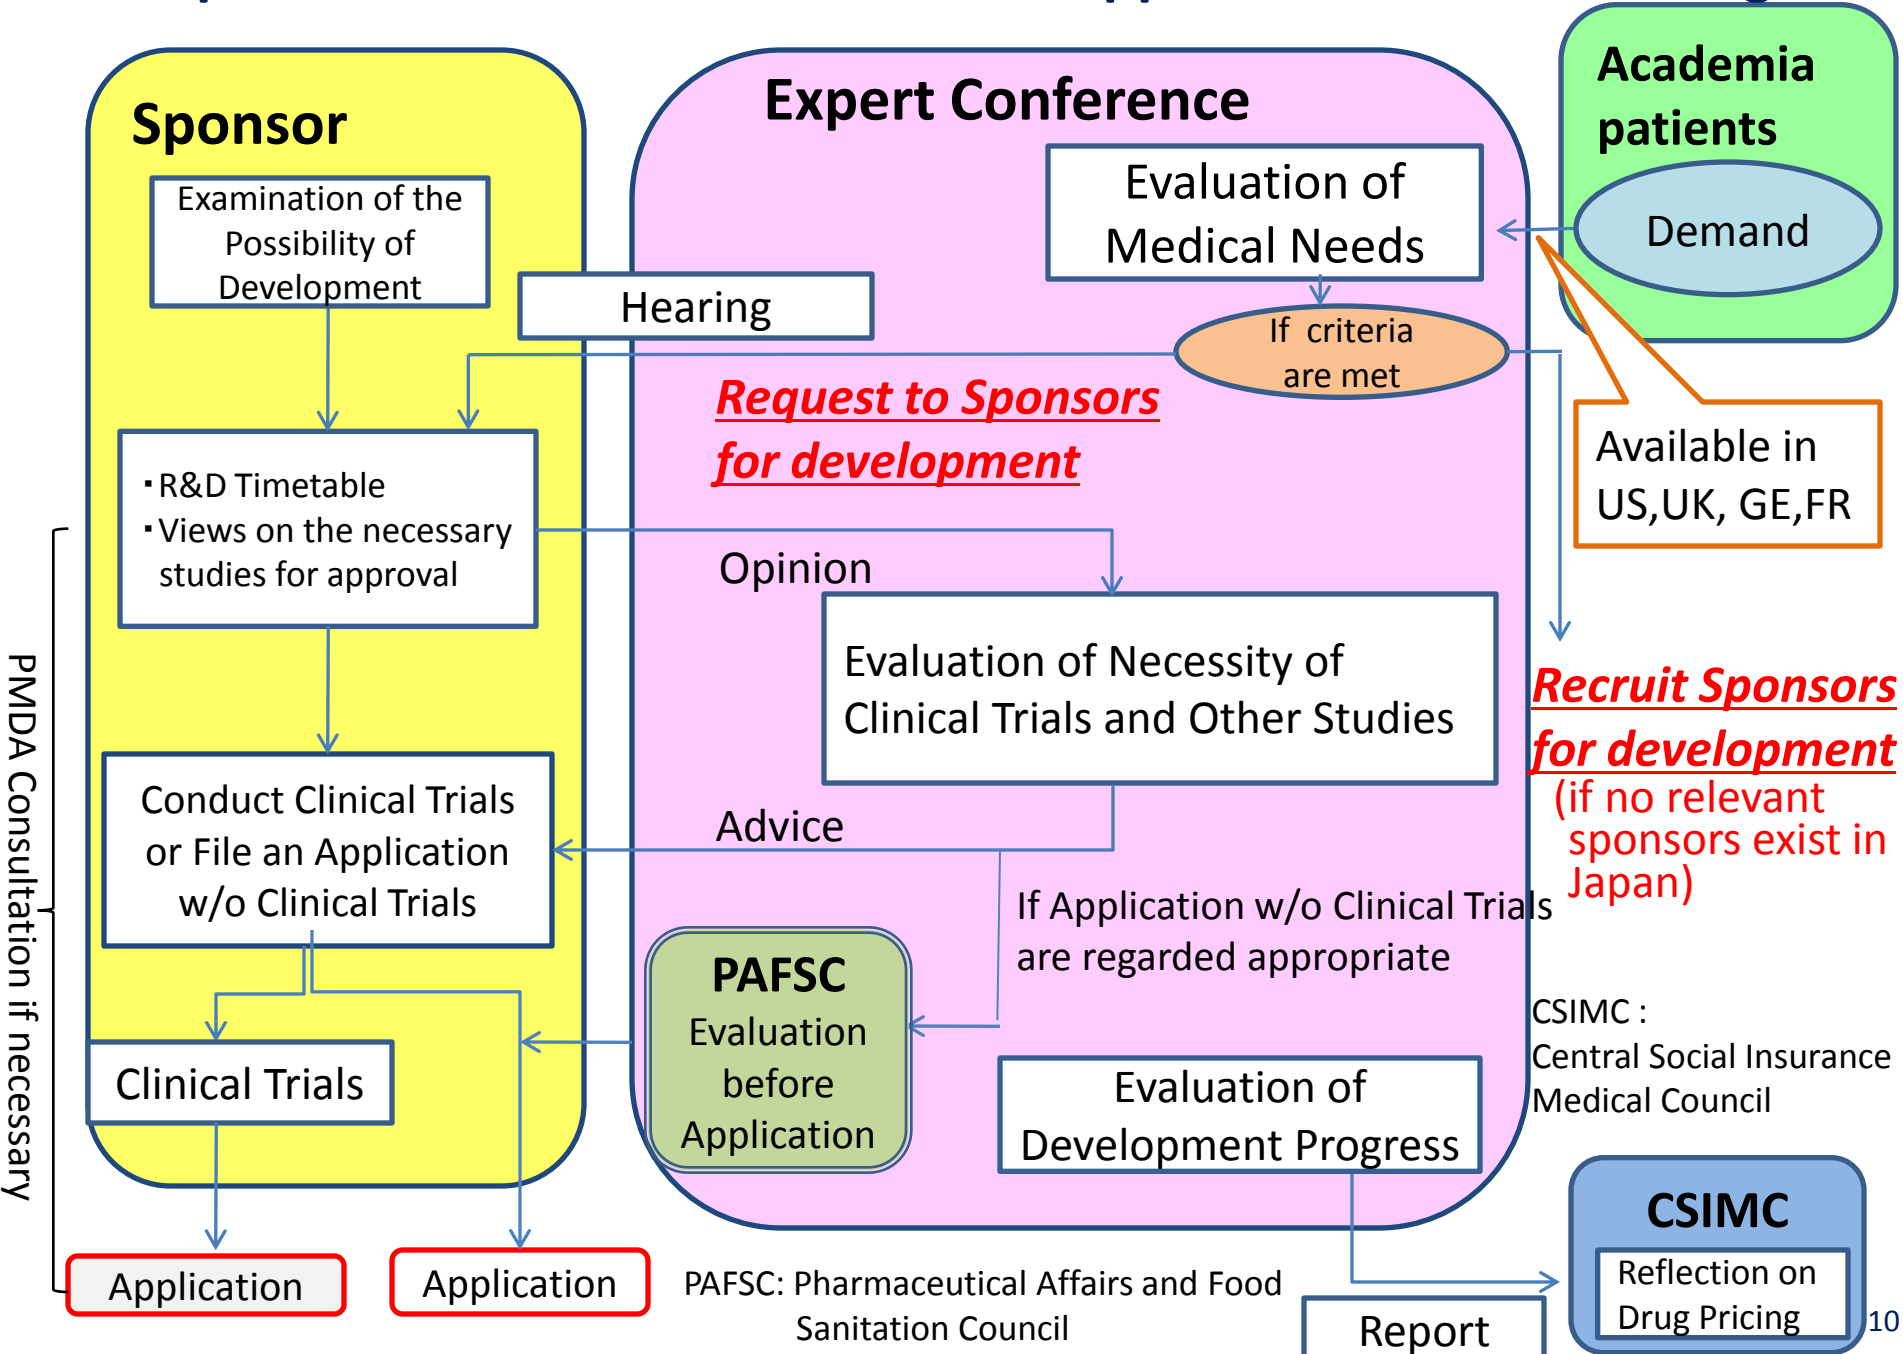 Sponsor
Examination of the
Possibility of
Development
Hearing
・R&D Timetable
・Views on the necessary
studies for approval
Conduct Clinical Trials
or File an Application
w/o Clinical Trials
Clinical Trials
Application
Application
PMDA Consultation if necessary
Expert Conference
Evaluation of
Medical Needs
If criteria
are met
Request to Sponsors
for development
Opinion
Evaluation of Necessity of
Clinical Trials and Other Studies
Advice
If Application w/o Clinical Trials
are regarded appropriate
PAFSC
Evaluation
before
Application
Evaluation of
Development Progress
PAFSC: Pharmaceutical Affairs and Food
Sanitation Council
Report
Academia
patients
Demand
Available in
US,UK, GE,FR
Recruit Sponsors
for development
(if no relevant
sponsors exist in
Japan)
CSIMC :
Central Social Insurance
Medical Council
CSIMC
Reflection on
Drug Pricing
10